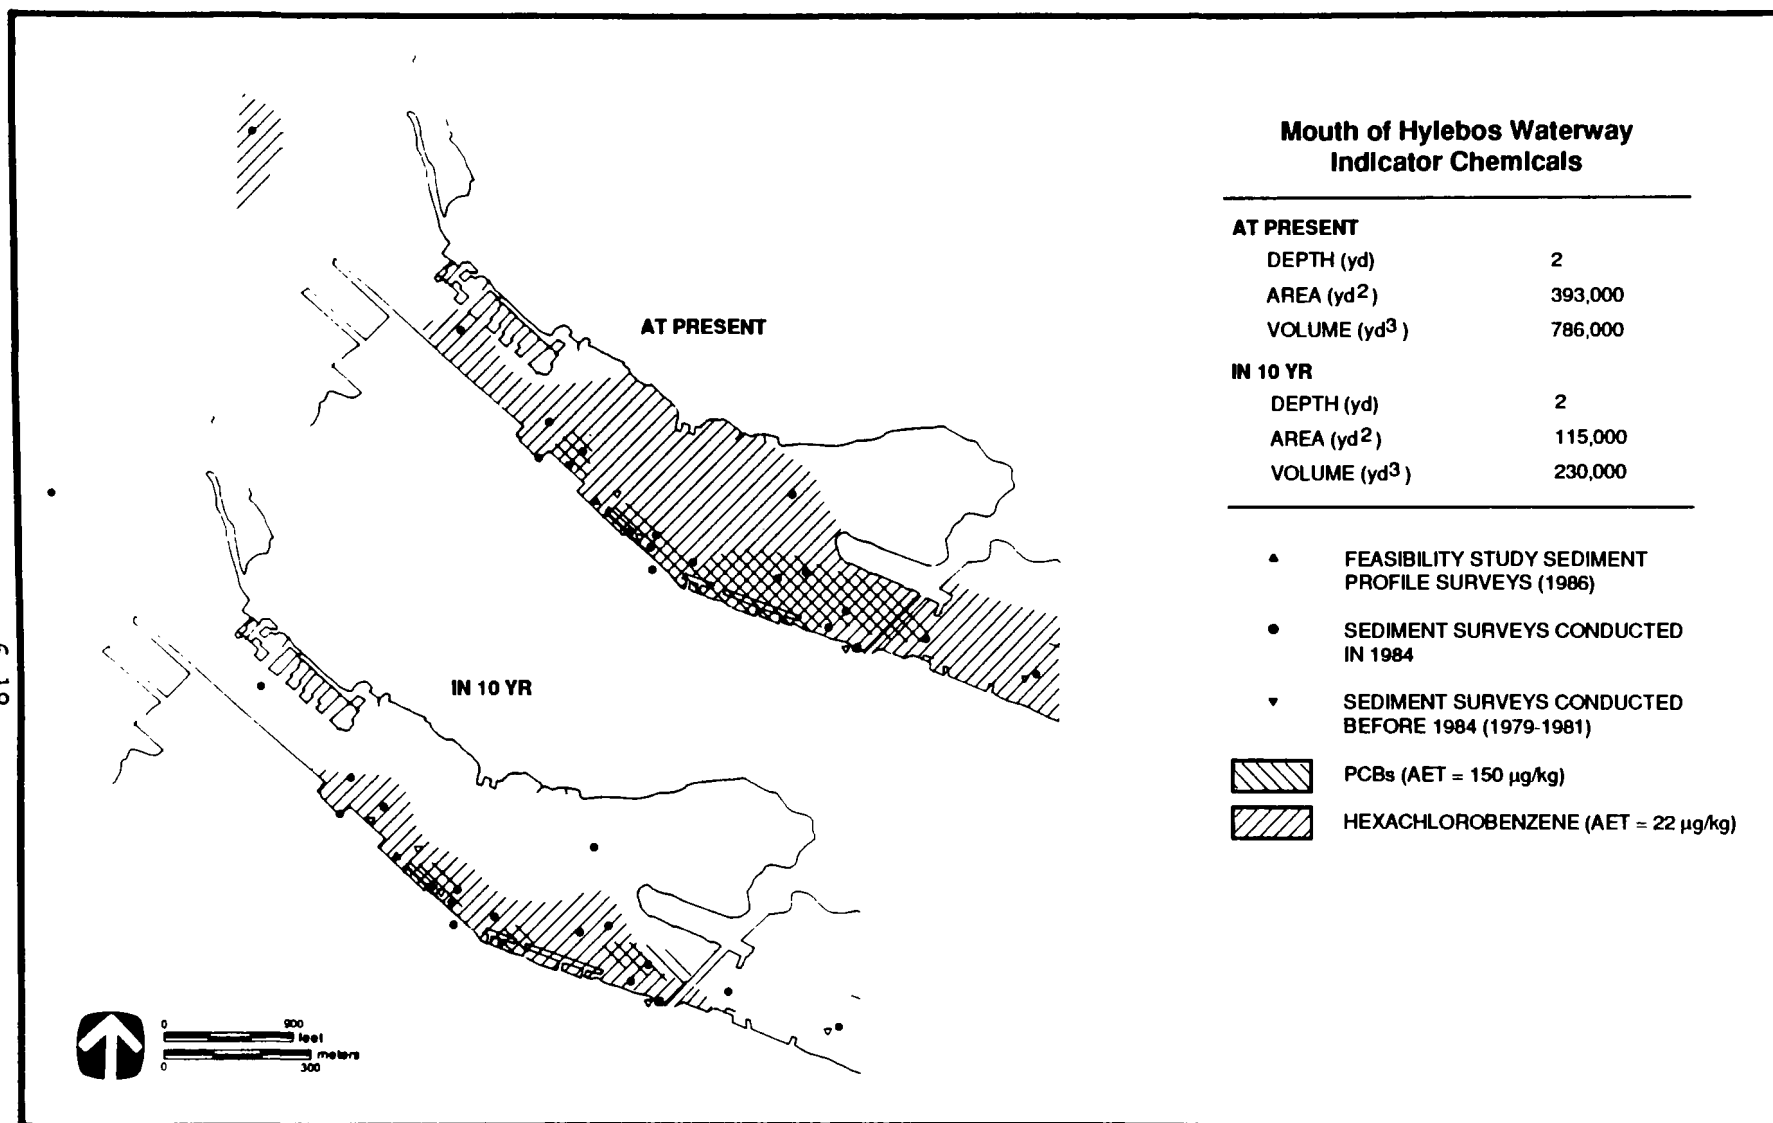 Mouth of Hylebos Waterway
Indicator Chemicals
AT PRESENT
DEPTH (yd) 2
AREA (yd2) 393,000
VOLUME (yd3) 786,000
IN 10 YR
DEPTH (yd) 2
AREA (yd2) 115,000
VOLUME (yd3) 230,000
FEASIBILITY STUDY SEDIMENT
PROFILE SURVEYS (1986)
SEDIMENT SURVEYS CONDUCTED
IN 1984
SEDIMENT SURVEYS CONDUCTED
BEFORE 1984 (1979-1981)
PCBs (AET = 150 µg/kg)
HEXACHLOROBENZENE (AET = 22 µg/kg)
AT PRESENT
IN 10 YR
0 900
feet
meters
0 300